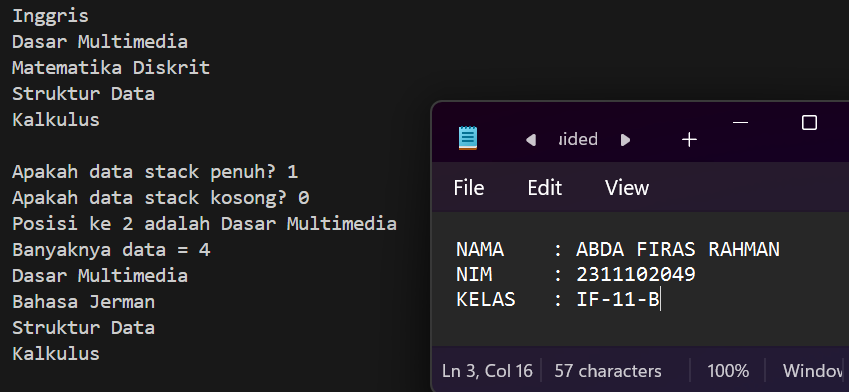 Inggris
Dasar Multimedia
Matematika Diskrit
Struktur Data
Kalkulus
Apakah data stack penuh? 1
Apakah data stack kosong? 0
Posisi ke 2 adalah Dasar Multimedia
Banyaknya data = 4
Dasar Multimedia
Bahasa Jerman
Struktur Data
Kalkulus
uided
File Edit View
NAMA : ABDA FIRAS RAHMAN
NIM : 2311102049
KELAS : IF-11-B
Ln 3, Col 16 57 characters 100% Window